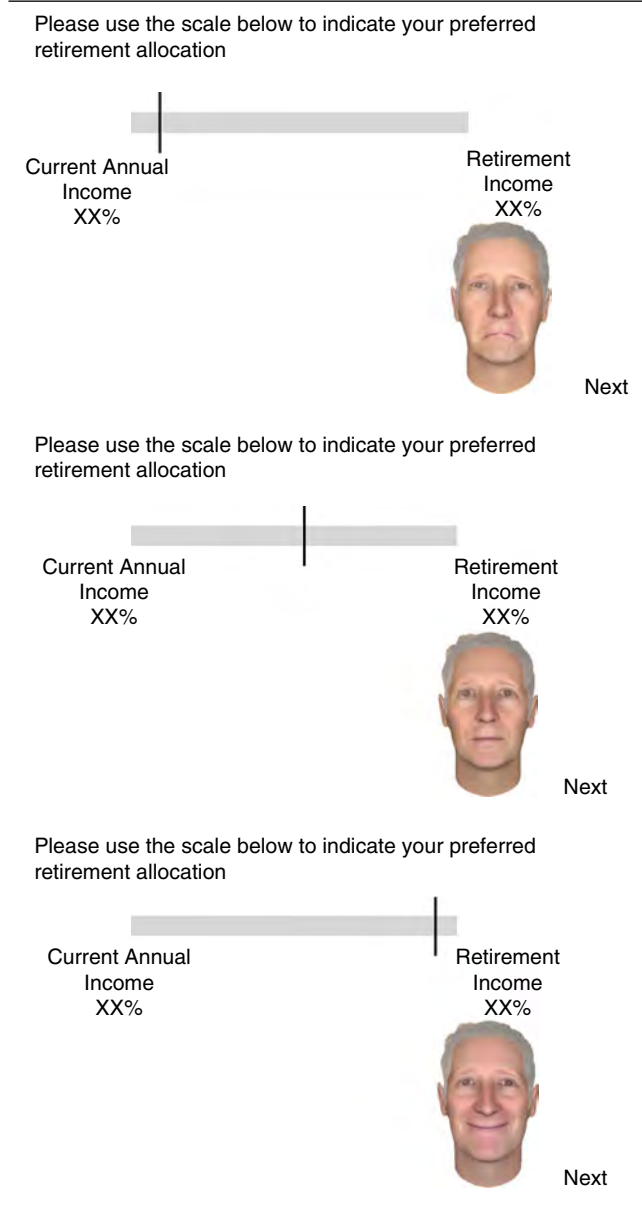 Please use the scale below to indicate your preferred
retirement allocation
Current Annual
Income
XX%
Retirement
Income
XX%
Next
Please use the scale below to indicate your preferred
retirement allocation
Current Annual
Income
XX%
Retirement
Income
XX%
Next
Please use the scale below to indicate your preferred
retirement allocation
Current Annual
Income
XX%
Retirement
Income
XX%
Next